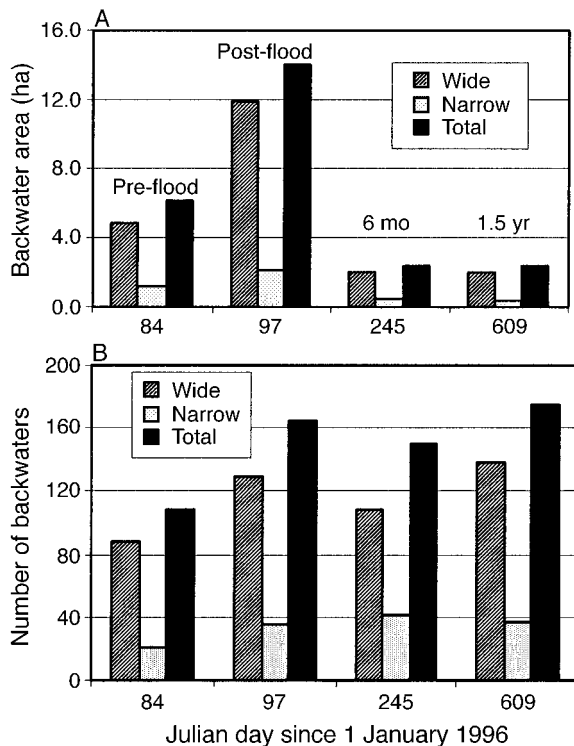 A
Backwater area (ha)
16.0
12.0
8.0
4.0
0.0
Post-flood
Wide
Narrow
Total
Pre-flood
6 mo
1.5 yr
84
97
245
609
B
Number of backwaters
200
160
120
80
40
0
Wide
Narrow
Total
84
97
245
609
Julian day since 1 January 1996